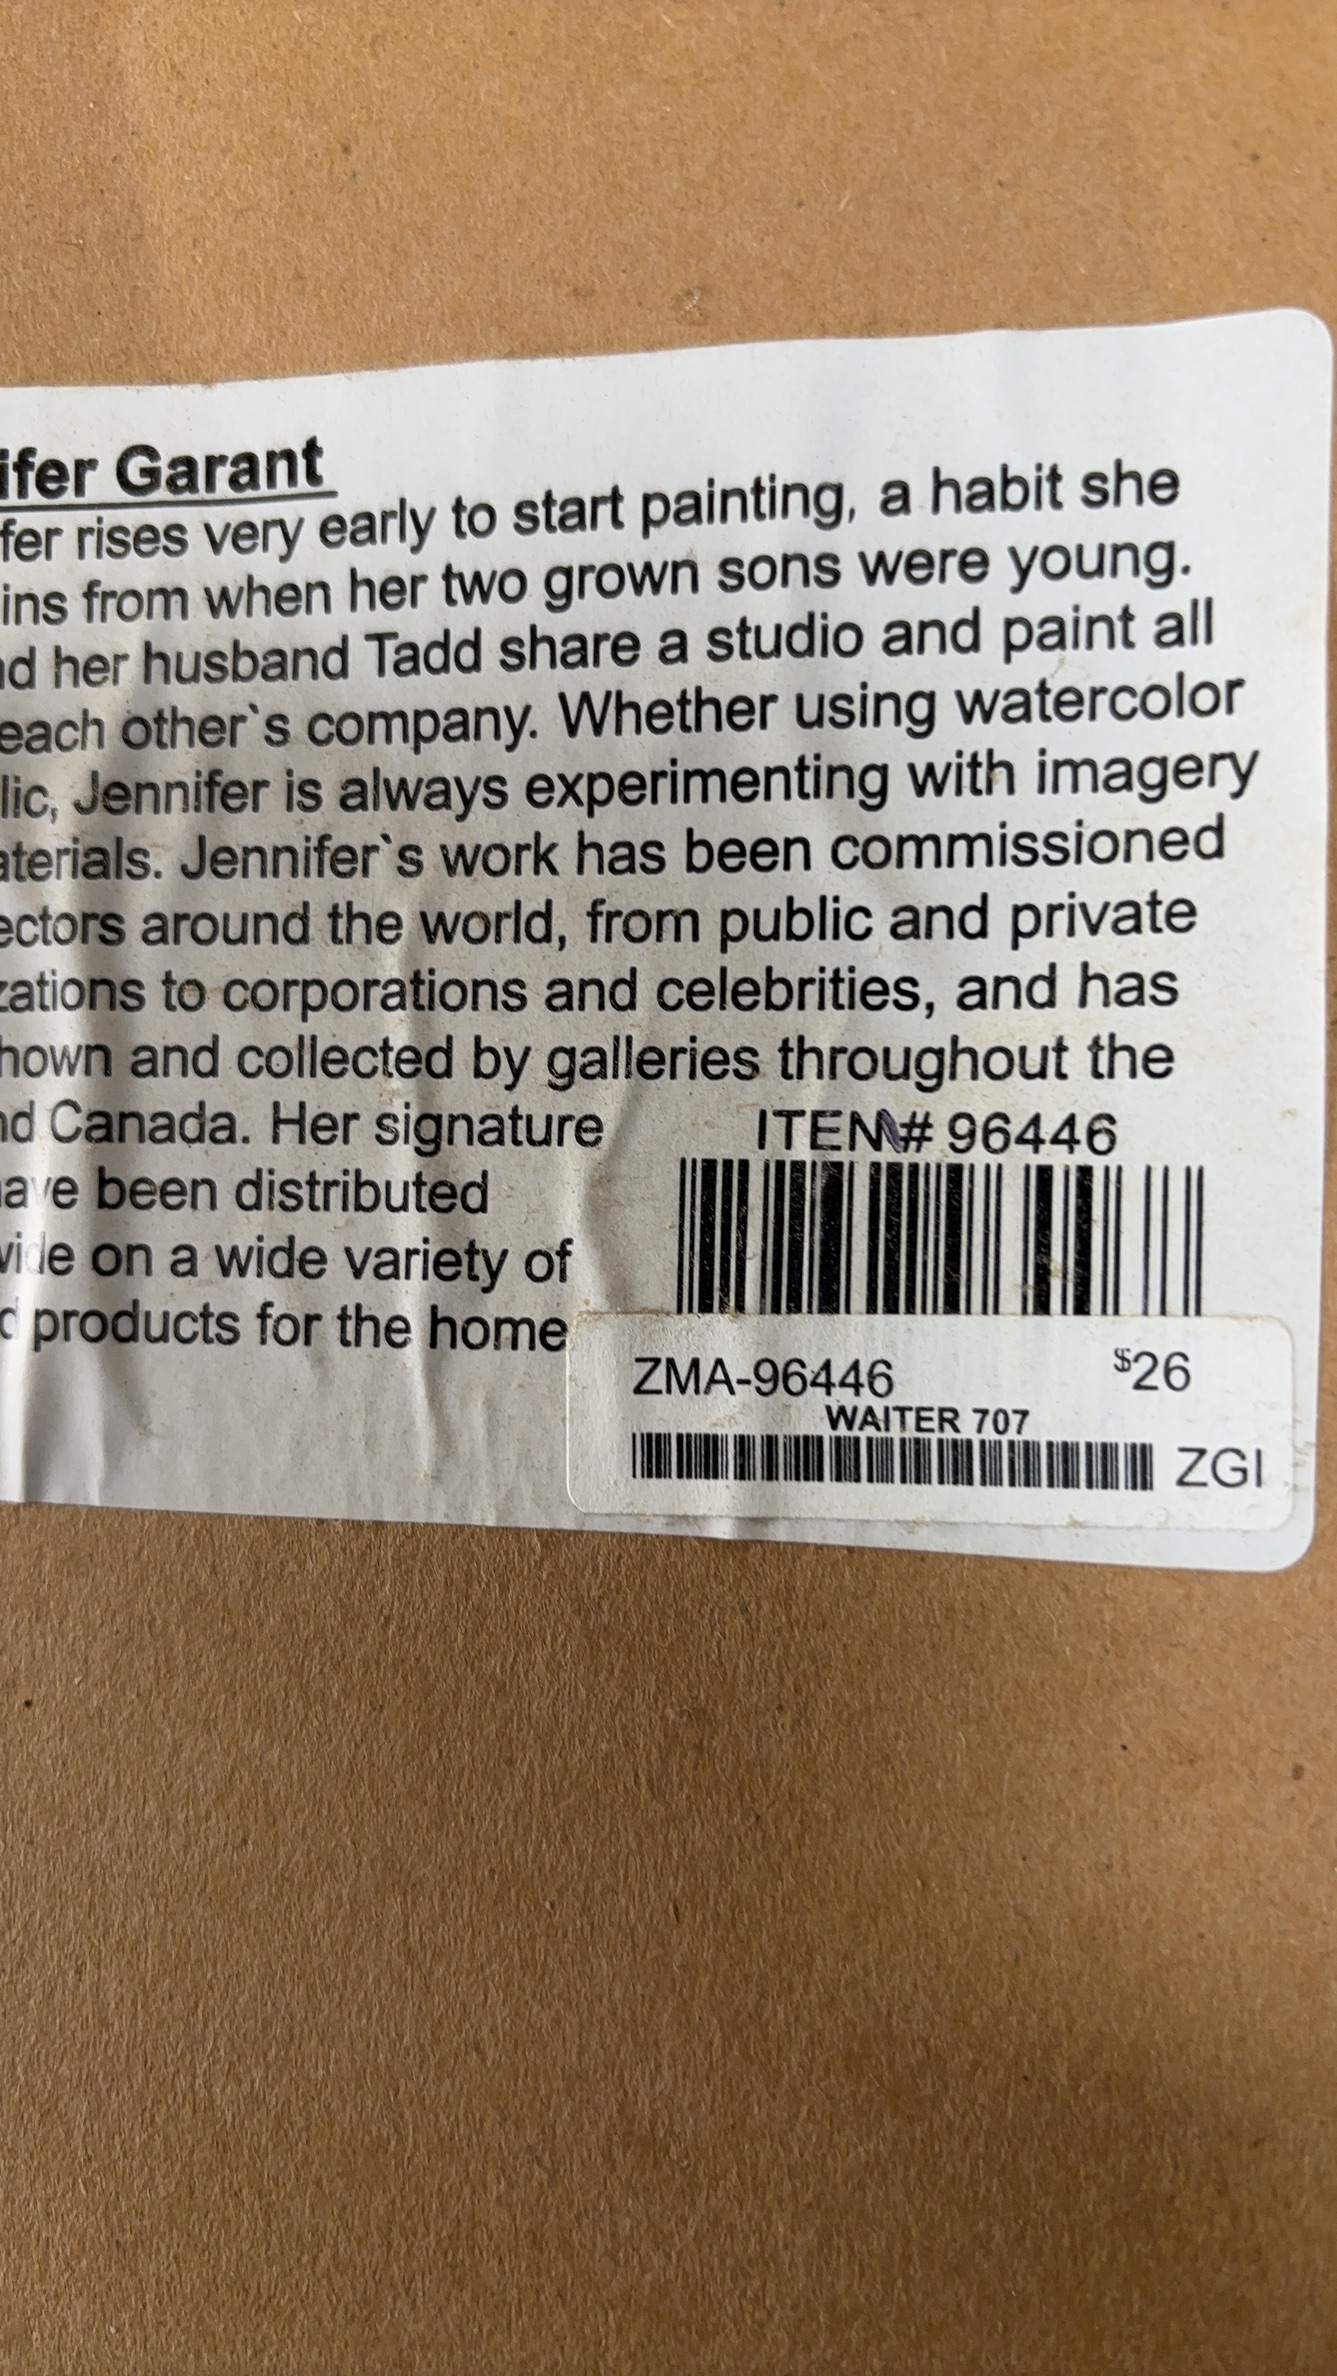 ifer Garant
fer rises very early to start painting, a habit she
ins from when her two grown sons were young.
nd her husband Tadd share a studio and paint all
each other`s company. Whether using watercolor
lic, Jennifer is always experimenting with imagery
aterials. Jennifer`s work has been commissioned
ectors around the world, from public and private
zations to corporations and celebrities, and has
hown and collected by galleries throughout the
nd Canada. Her signature
ave been distributed
wide on a wide variety of
d products for the home
ITEM# 96446
ZMA-96446 $26
WAITER 707
ZGI